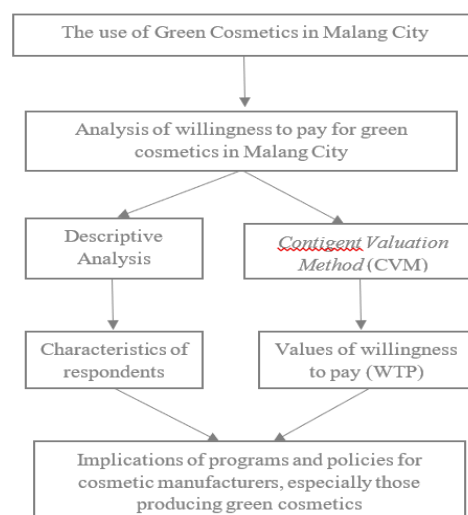 The use of Green Cosmetics in Malang City
Analysis of willingness to pay for green
cosmetics in Malang City
Descriptive
Analysis
Contigent Valuation
Method (CVM)
Characteristics of
respondents
Values of willingness
to pay (WTP)
Implications of programs and policies for
cosmetic manufacturers, especially those
producing green cosmetics